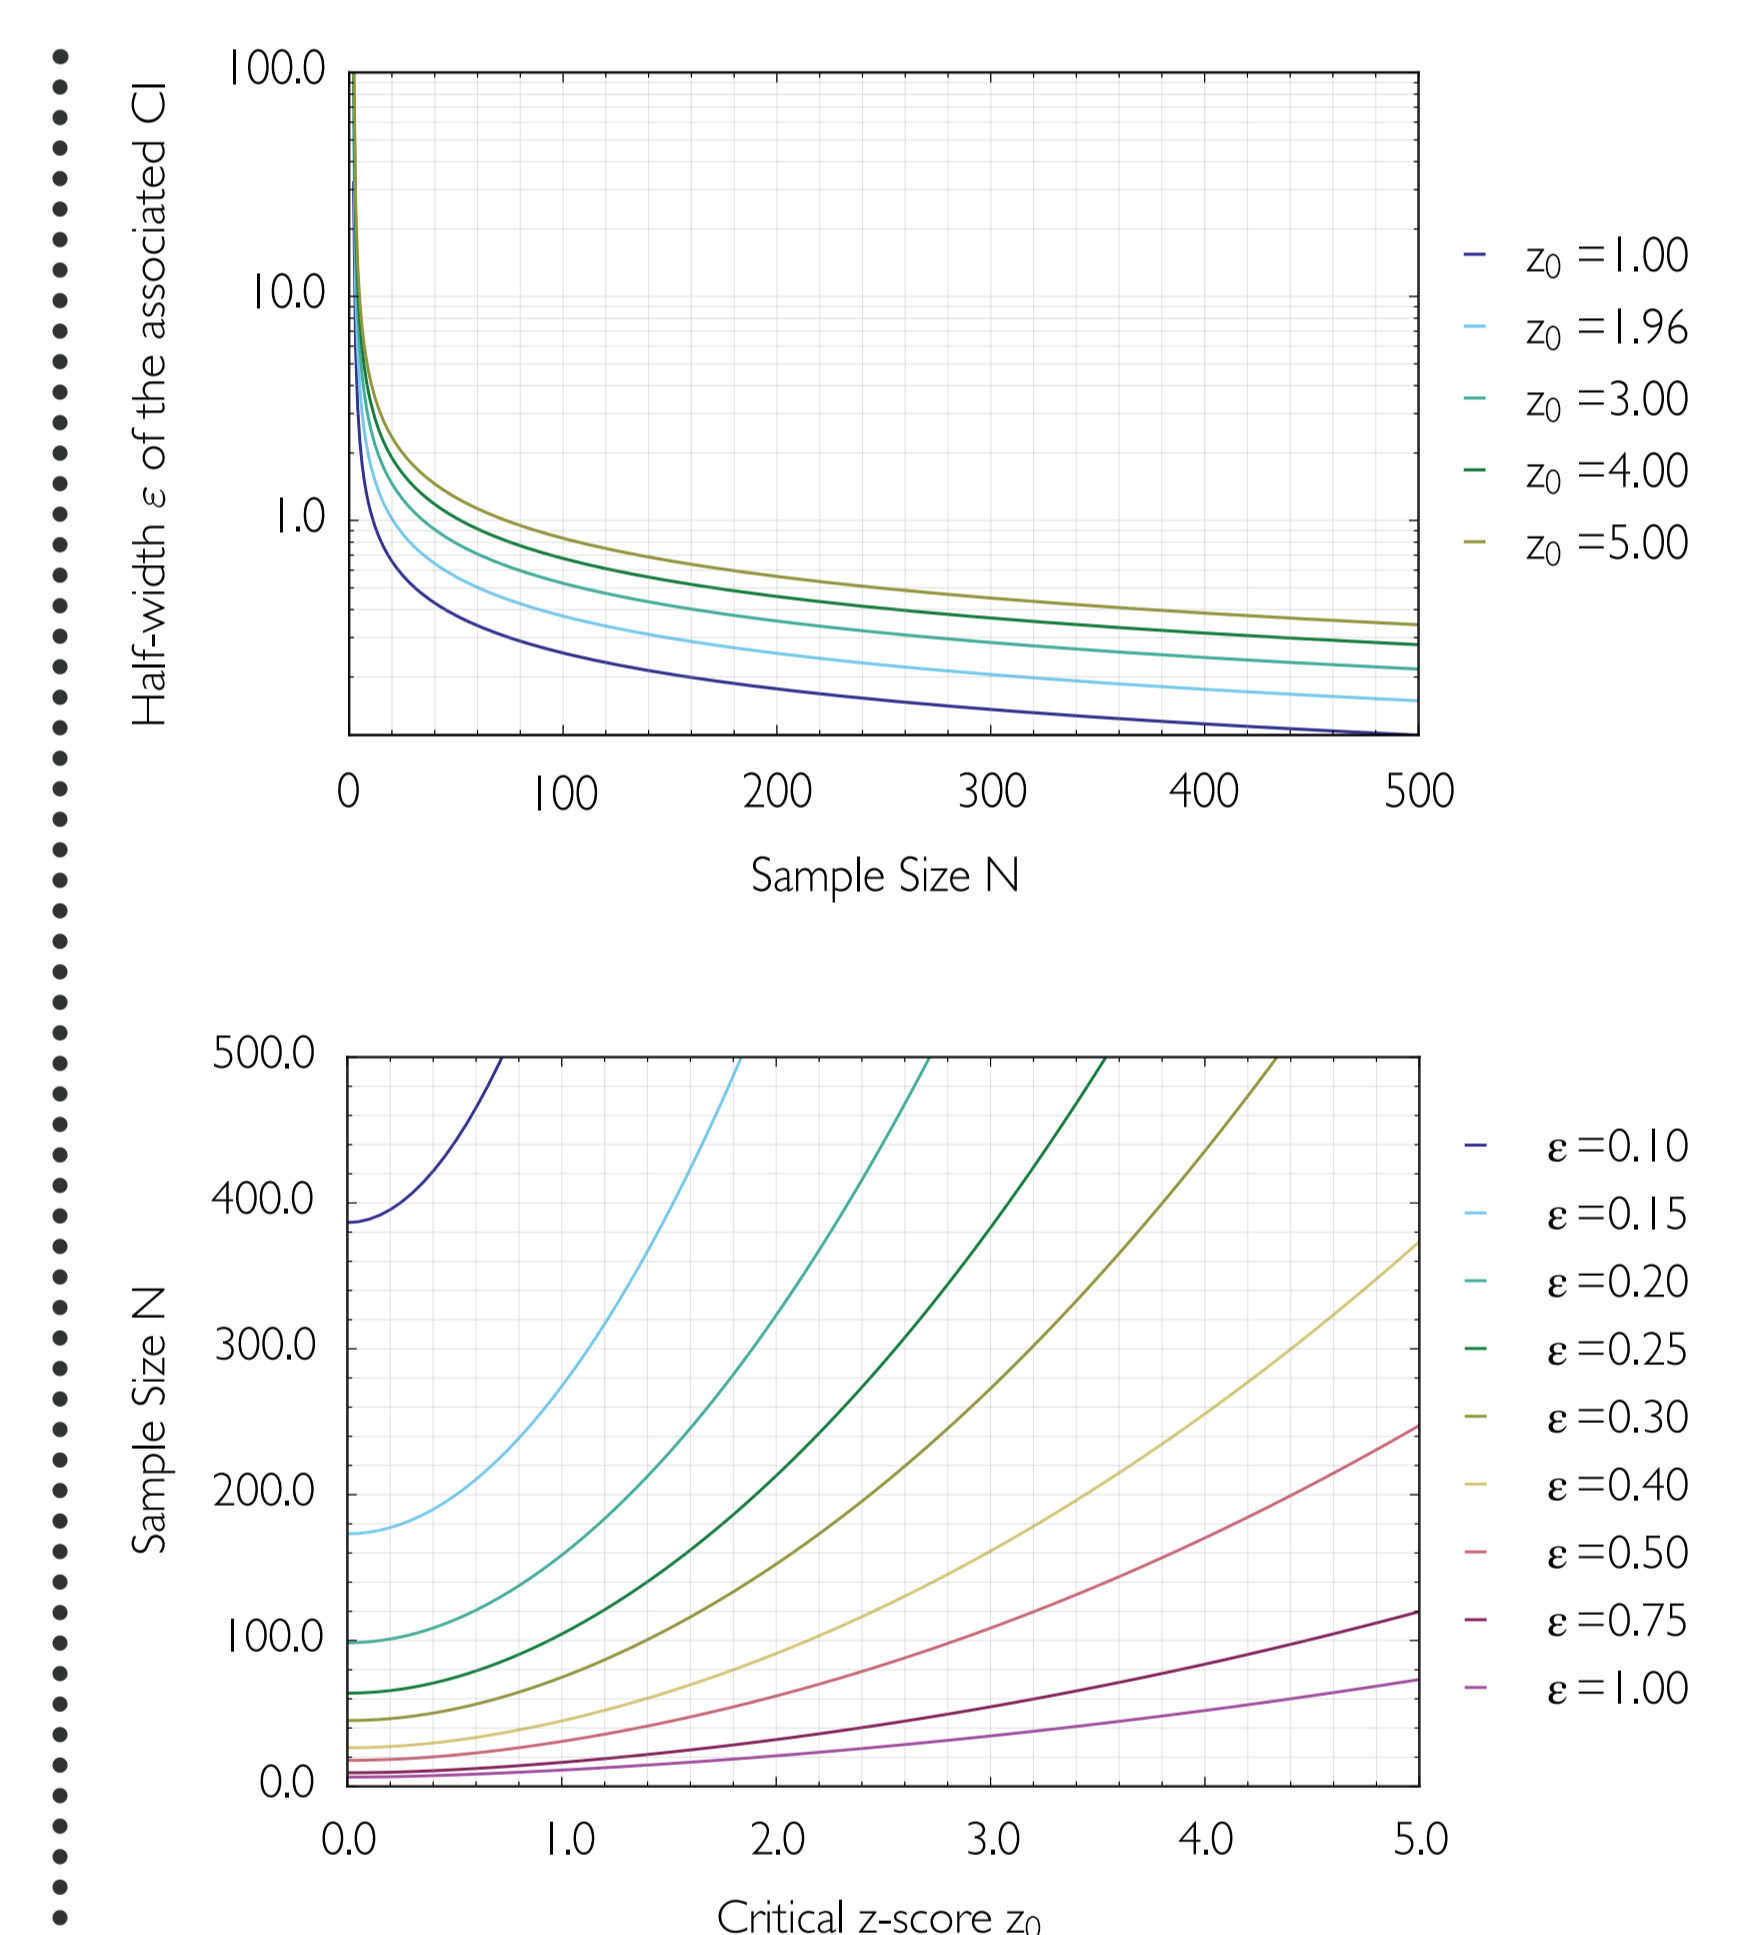 Half-width ε of the associated CI
100.0
10.0
1.0
0 100 200 300 400 500
Sample Size N
z0 =1.00
z0 =1.96
z0 =3.00
z0 =4.00
z0 =5.00
Sample Size N
500.0
400.0
300.0
200.0
100.0
0.0
0.0 1.0 2.0 3.0 4.0 5.0
Critical z-score z0
ε=0.10
ε=0.15
ε=0.20
ε=0.25
ε=0.30
ε=0.40
ε=0.50
ε=0.75
ε=1.00